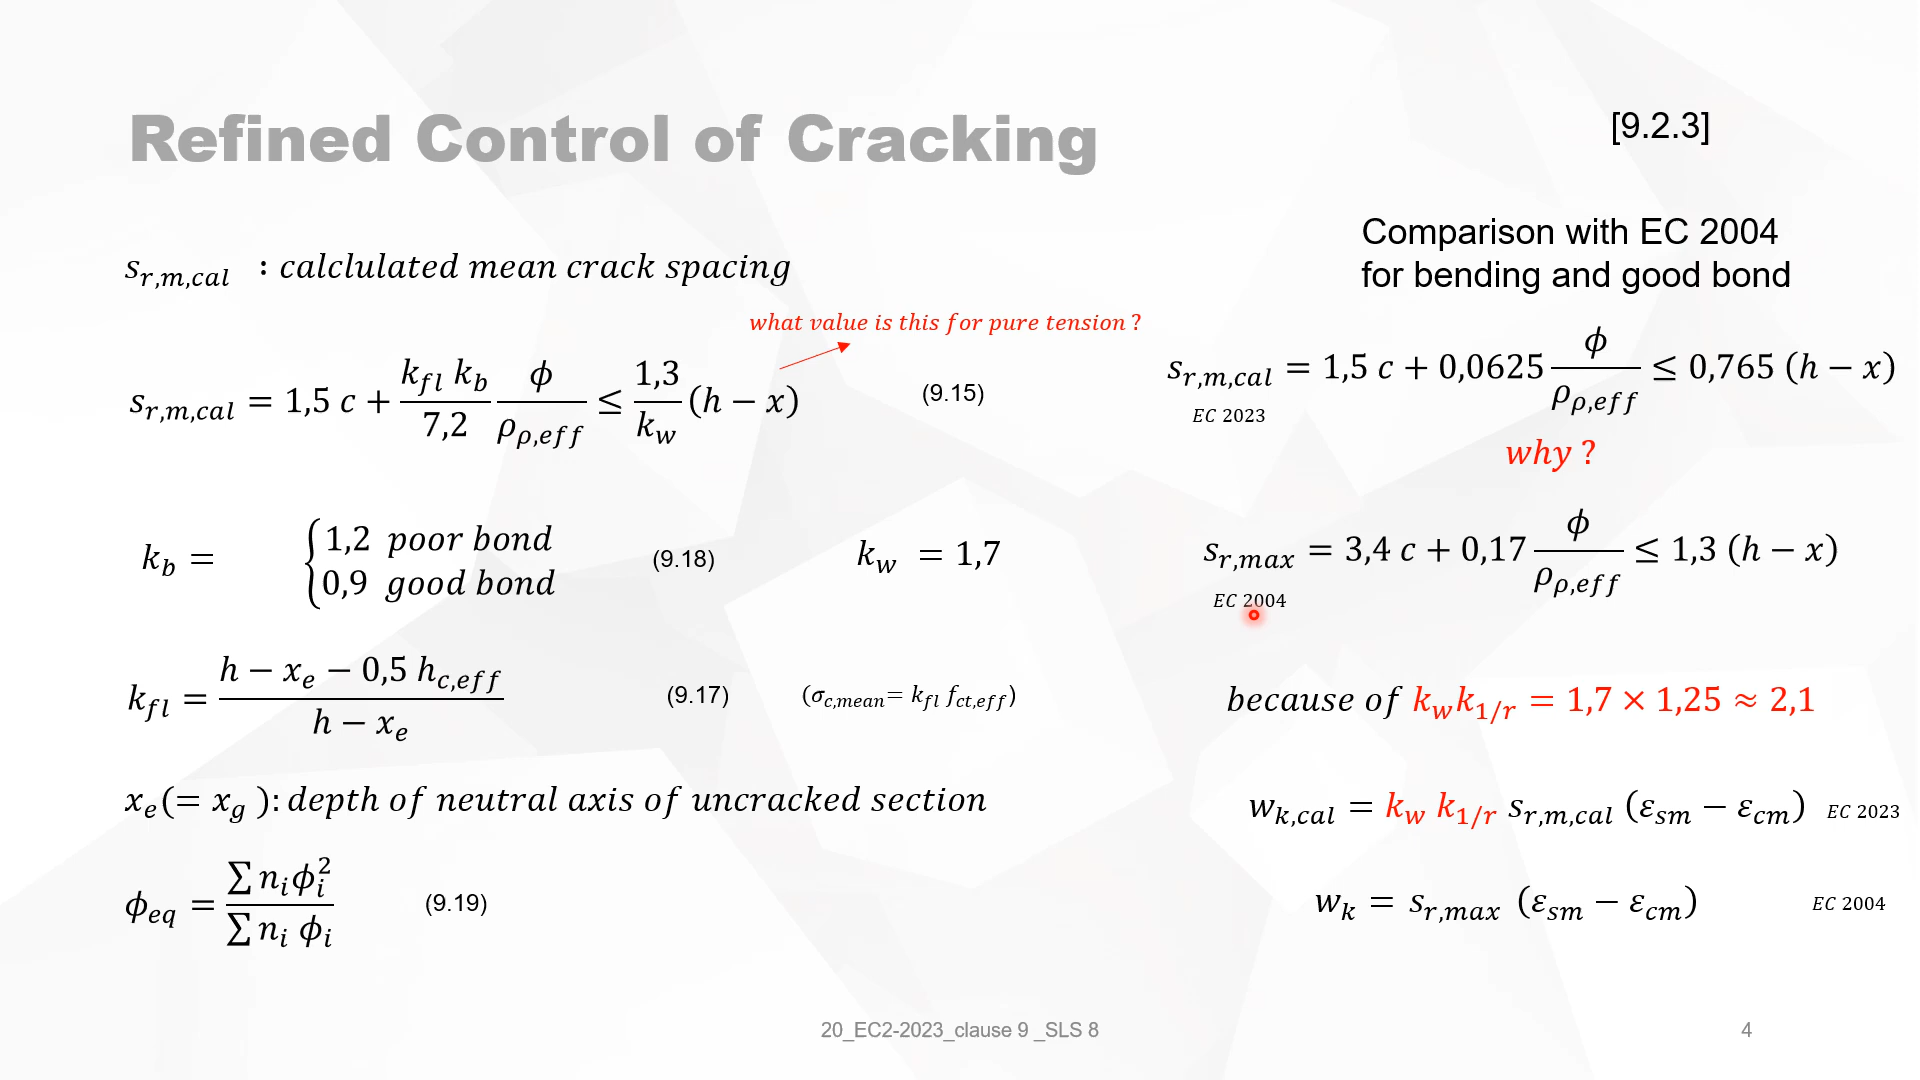 Refined Control of Cracking
[9.2.3]
s_{r,m,cal} : calclulated mean crack spacing
what value is this for pure tension ?
s_{r,m,cal} = 1,5 c + \frac{k_{fl} k_b}{7,2} \frac{ϕ}{ρ_{ρ,eff}} ≤ \frac{1,3}{k_w} (h − x) (9.15)
k_b = { 1,2 poor bond
0,9 good bond (9.18) k_w = 1,7
k_{fl} = \frac{h − x_e − 0,5 h_{c,eff}}{h − x_e} (9.17) (σ_{c,mean} = k_{fl} f_{ct,eff})
x_e(= x_g ): depth of neutral axis of uncracked section
ϕ_{eq} = \frac{∑ n_i ϕ_i^2}{∑ n_i ϕ_i} (9.19)
Comparison with EC 2004
for bending and good bond
s_{r,m,cal} = 1,5 c + 0,0625 \frac{ϕ}{ρ_{ρ,eff}} ≤ 0,765 (h − x)
EC 2023
why ?
s_{r,max} = 3,4 c + 0,17 \frac{ϕ}{ρ_{ρ,eff}} ≤ 1,3 (h − x)
EC 2004
because of k_w k_{1/r} = 1,7 × 1,25 ≈ 2,1
w_{k,cal} = k_w k_{1/r} s_{r,m,cal} (ε_{sm} − ε_{cm}) EC 2023
w_k = s_{r,max} (ε_{sm} − ε_{cm}) EC 2004
20_EC2-2023_clause 9 _SLS 8
4